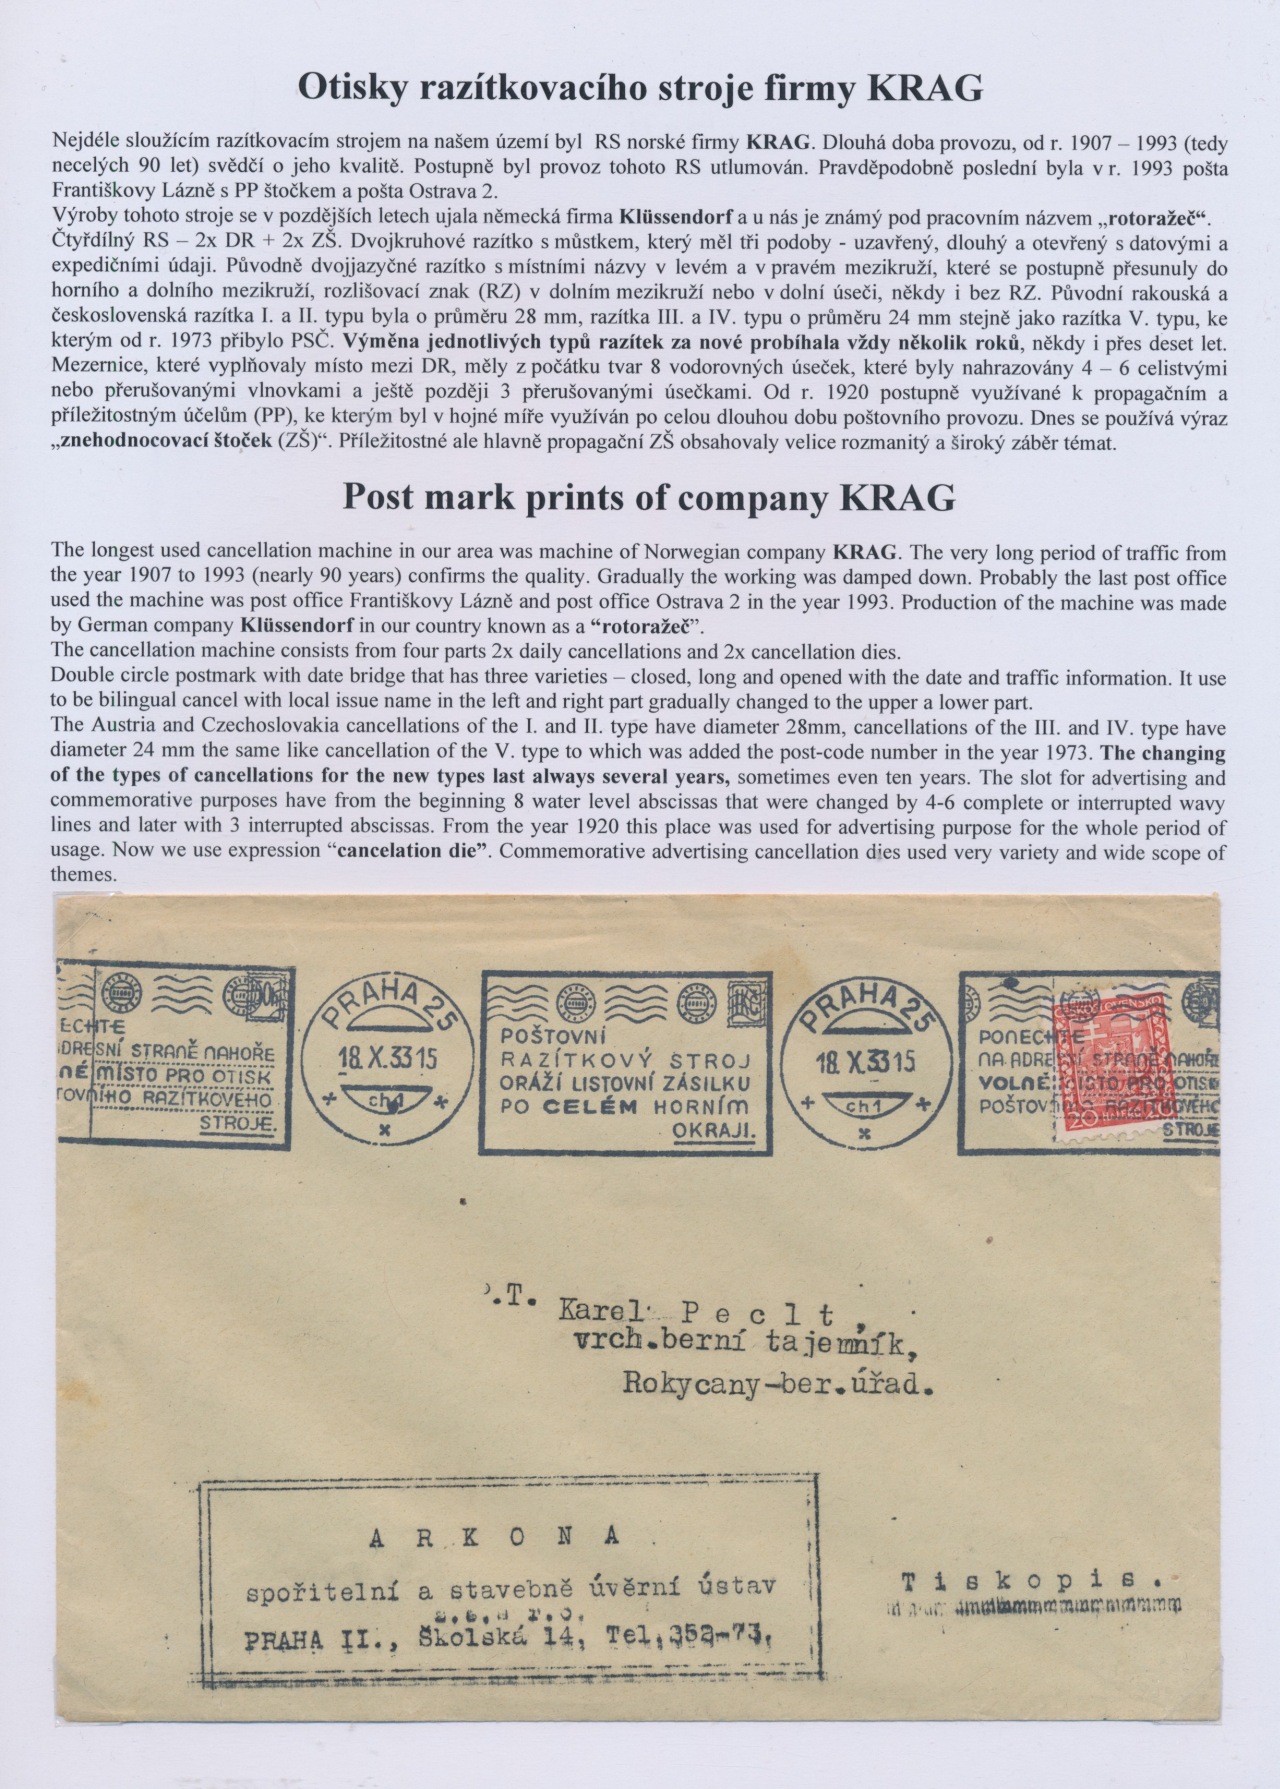 Otisky razítkovacího stroje firmy KRAG
Nejdéle sloužícím razítkovacím strojem na našem území byl RS norské firmy KRAG. Dlouhá doba provozu, od r. 1907 – 1993 (tedy
necelých 90 let) svědčí o jeho kvalitě. Postupně byl provoz tohoto RS utlumován. Pravděpodobně poslední byla v r. 1993 pošta
Františkovy Lázně s PP štočkem a pošta Ostrava 2.
Výroby tohoto stroje se v pozdějších letech ujala německá firma Klüssendorf a u nás je známý pod pracovním názvem „rotoražeč“.
Čtyřdílný RS – 2x DR + 2x ZŠ. Dvojkruhové razítko s můstkem, který měl tři podoby - uzavřený, dlouhý a otevřený s datovými a
expedičními údaji. Původně dvojjazyčné razítko s místními názvy v levém a v pravém mezikruží, které se postupně přesunuly do
horního a dolního mezikruží, rozlišovací znak (RZ) v dolním mezikruží nebo v dolní úseči, někdy i bez RZ. Původní rakouská a
československá razítka I. a II. typu byla o průměru 28 mm, razítka III. a IV. typu o průměru 24 mm stejně jako razítka V. typu, ke
kterým od r. 1973 přibylo PSČ. Výměna jednotlivých typů razítek za nové probíhala vždy několik roků, někdy i přes deset let.
Mezernice, které vyplňovaly místo mezi DR, měly z počátku tvar 8 vodorovných úseček, které byly nahrazovány 4 – 6 celistvými
nebo přerušovanými vlnovkami a ještě později 3 přerušovanými úsečkami. Od r. 1920 postupně využívané k propagačním a
příležitostným účelům (PP), ke kterým byl v hojné míře využíván po celou dlouhou dobu poštovního provozu. Dnes se používá výraz
„znehodnocovací štoček (ZŠ)“. Příležitostné ale hlavně propagační ZŠ obsahovaly velice rozmanitý a široký záběr témat.
Post mark prints of company KRAG
The longest used cancellation machine in our area was machine of Norwegian company KRAG. The very long period of traffic from
the year 1907 to 1993 (nearly 90 years) confirms the quality. Gradually the working was damped down. Probably the last post office
used the machine was post office Františkovy Lázně and post office Ostrava 2 in the year 1993. Production of the machine was made
by German company Klüssendorf in our country known as a “rotoražeč”.
The cancellation machine consists from four parts 2x daily cancellations and 2x cancellation dies.
Double circle postmark with date bridge that has three varieties – closed, long and opened with the date and traffic information. It use
to be bilingual cancel with local issue name in the left and right part gradually changed to the upper a lower part.
The Austria and Czechoslovakia cancellations of the I. and II. type have diameter 28mm, cancellations of the III. and IV. type have
diameter 24 mm the same like cancellation of the V. type to which was added the post-code number in the year 1973. The changing
of the types of cancellations for the new types last always several years, sometimes even ten years. The slot for advertising and
commemorative purposes have from the beginning 8 water level abscissas that were changed by 4-6 complete or interrupted wavy
lines and later with 3 interrupted abscissas. From the year 1920 this place was used for advertising purpose for the whole period of
usage. Now we use expression “cancelation die”. Commemorative advertising cancellation dies used very variety and wide scope of
themes.
ECHTE
DRESNÍ STRANĚ NAHOŘE
NÉ MÍSTO PRO OTISK
TOVNÍHO RAZÍTKOVÉHO
STROJE.
PRAHA 25
18. X. 33 15
ch1
POŠTOVNÍ
RAZÍTKOVÝ STROJ
ORÁŽÍ LISTOVNÍ ZÁSILKU
PO CELÉM HORNÍM
OKRAJI.
PRAHA 25
18. X. 33 15
ch1
PONECHTE
NA ADRESNÍ STRANĚ NAHOŘE
VOLNÉ MÍSTO PRO OTISK
POŠTOVNÍHO RAZÍTKOVÉHO
STROJE
20
.T.
Karel Peclt,
vrch.berní tajemník,
Rokycany-ber.úřad.
ARKONA
spořitelní a stavebně úvěrní ústav
PRAHA II., Školská 14, Tel.352-73.
Tiskopis.